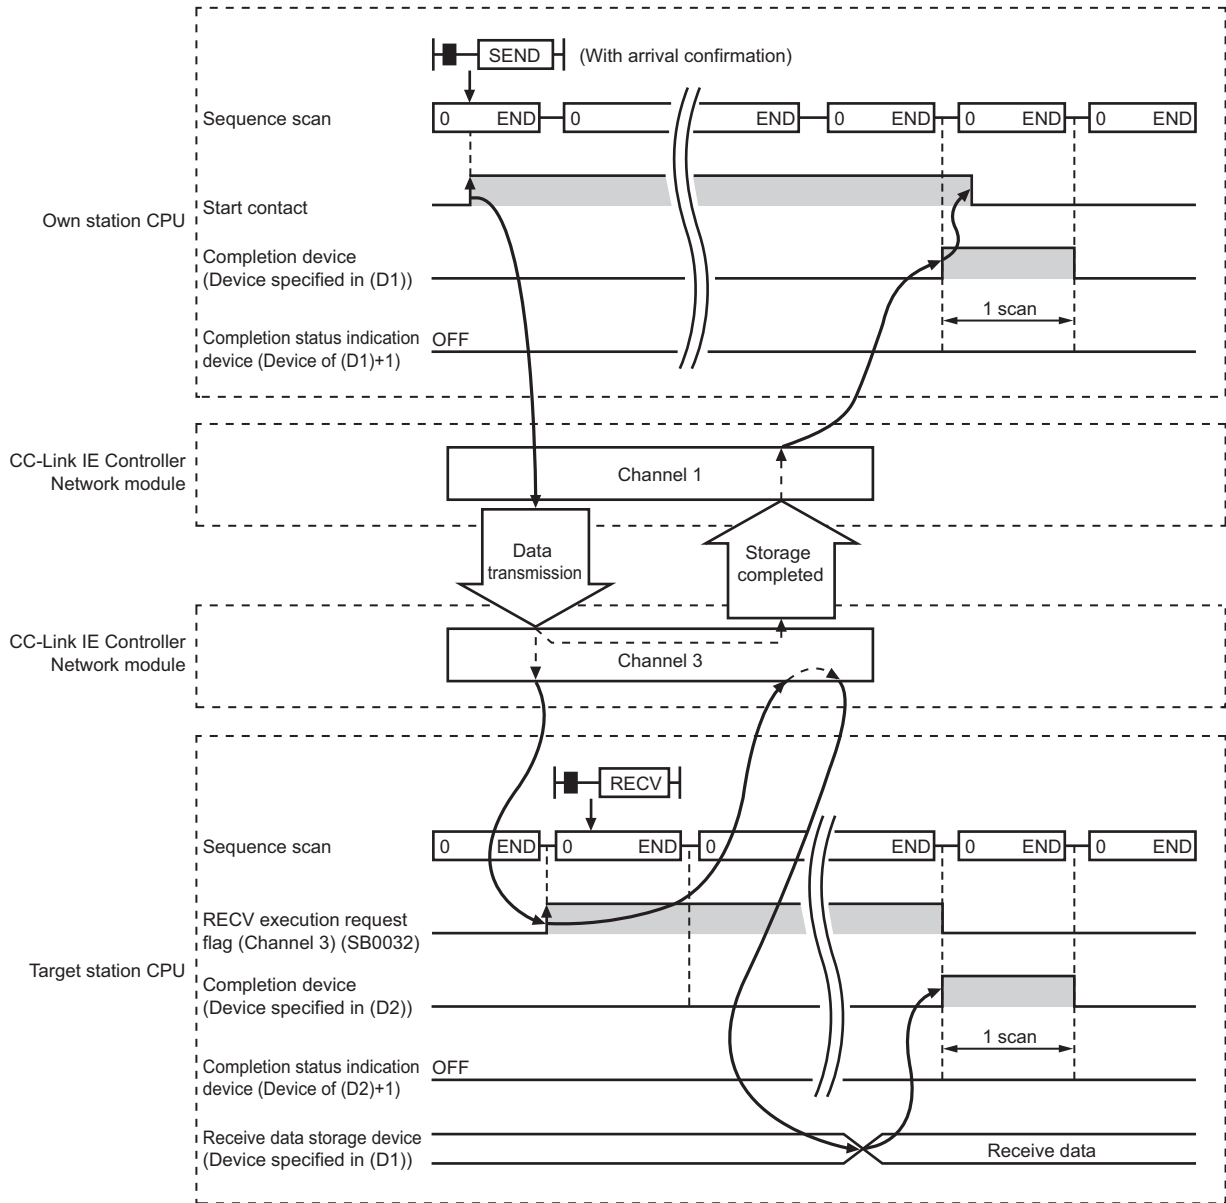 SEND (With arrival confirmation)
Sequence scan
0 END 0 END 0 END 0 END 0 END
Own station CPU
Start contact
Completion device
(Device specified in (D1))
1 scan
Completion status indication
device (Device of (D1)+1)
OFF
CC-Link IE Controller
Network module
Channel 1
Data
transmission
Storage
completed
CC-Link IE Controller
Network module
Channel 3
RECV
Sequence scan
0 END 0 END 0 END 0 END 0 END
RECV execution request
flag (Channel 3) (SB0032)
Target station CPU
Completion device
(Device specified in (D2))
1 scan
Completion status indication
device (Device of (D2)+1)
OFF
Receive data storage device
(Device specified in (D1))
Receive data